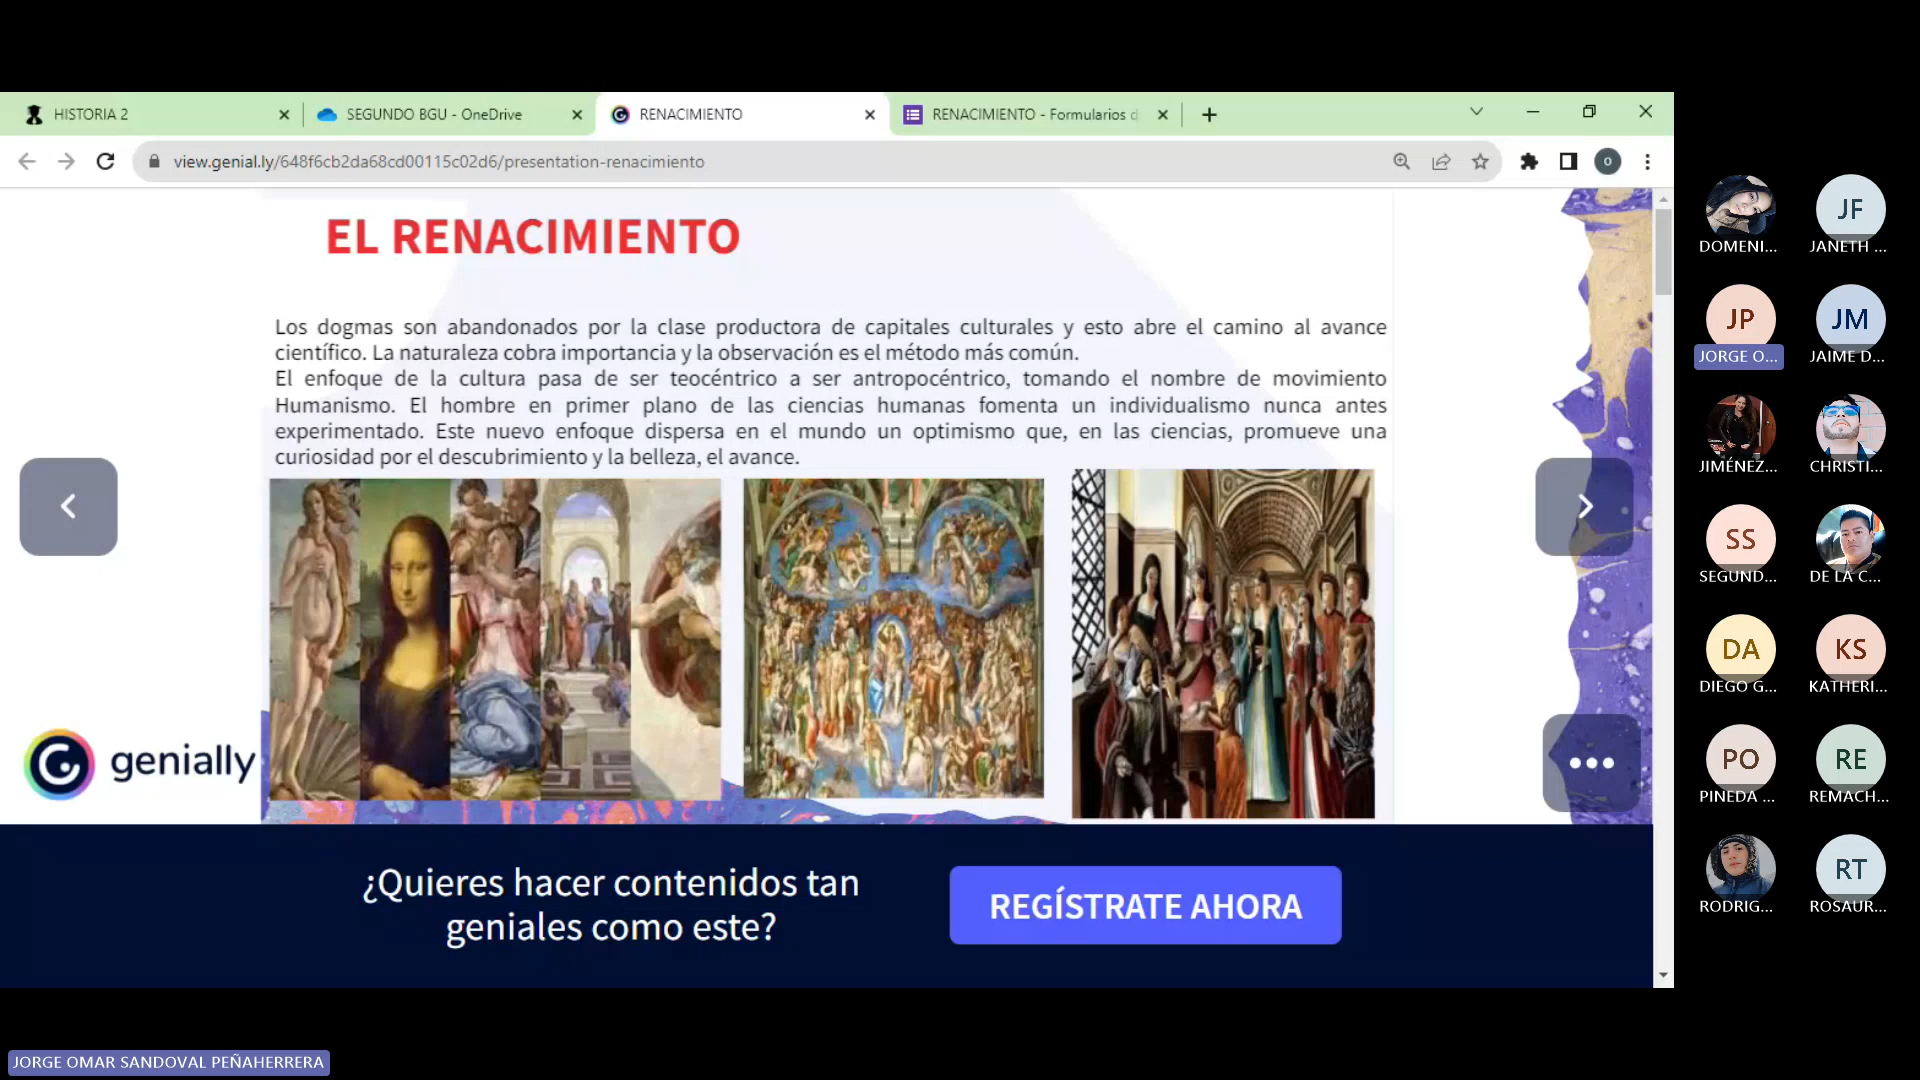 HISTORIA 2
SEGUNDO BGU - OneDrive
RENACIMIENTO
RENACIMIENTO - Formularios d
view.genial.ly/648f6cb2da68cd00115c02d6/presentation-renacimiento
O
EL RENACIMIENTO
Los dogmas son abandonados por la clase productora de capitales culturales y esto abre el camino al avance
científico. La naturaleza cobra importancia y la observación es el método más común.
El enfoque de la cultura pasa de ser teocéntrico a ser antropocéntrico, tomando el nombre de movimiento
Humanismo. El hombre en primer plano de las ciencias humanas fomenta un individualismo nunca antes
experimentado. Este nuevo enfoque dispersa en el mundo un optimismo que, en las ciencias, promueve una
curiosidad por el descubrimiento y la belleza, el avance.
genially
¿Quieres hacer contenidos tan
geniales como este?
REGÍSTRATE AHORA
JF
DOMENI...
JANETH ...
JP
JM
JORGE O...
JAIME D...
JIMÉNEZ...
CHRISTI...
SS
SEGUND...
DE LA C...
DA
KS
DIEGO G...
KATHERI...
PO
RE
PINEDA ...
REMACH...
RT
RODRIG...
ROSAUR...
JORGE OMAR SANDOVAL PEÑAHERRERA